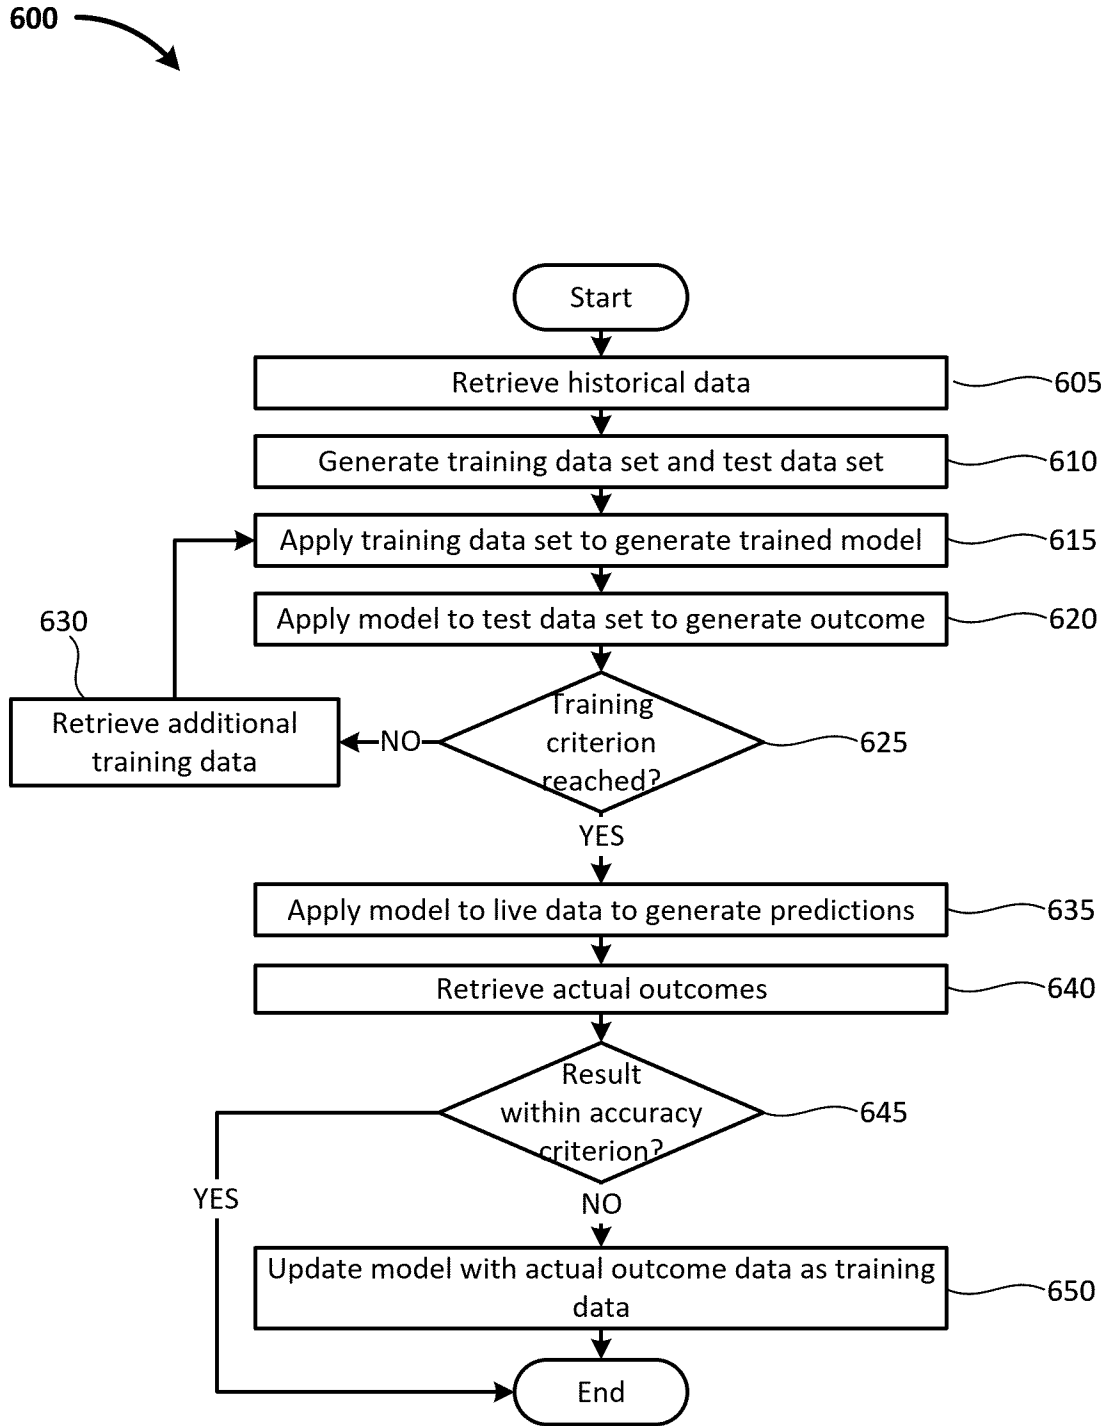 600
Start
Retrieve historical data
605
Generate training data set and test data set
610
Apply training data set to generate trained model
615
Apply model to test data set to generate outcome
620
630
Retrieve additional
training data
NO
Training
criterion
reached?
625
YES
Apply model to live data to generate predictions
635
Retrieve actual outcomes
640
Result
within accuracy
criterion?
645
YES
NO
Update model with actual outcome data as training
data
650
End